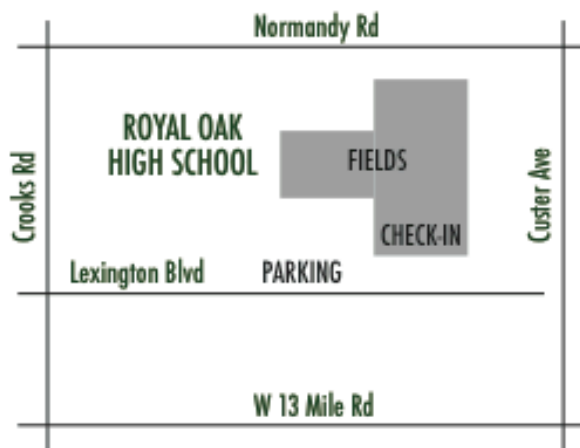 Normandy Rd
ROYAL OAK
HIGH SCHOOL
FIELDS
Crooks Rd
Custer Ave
CHECK-IN
Lexington Blvd
PARKING
W 13 Mile Rd